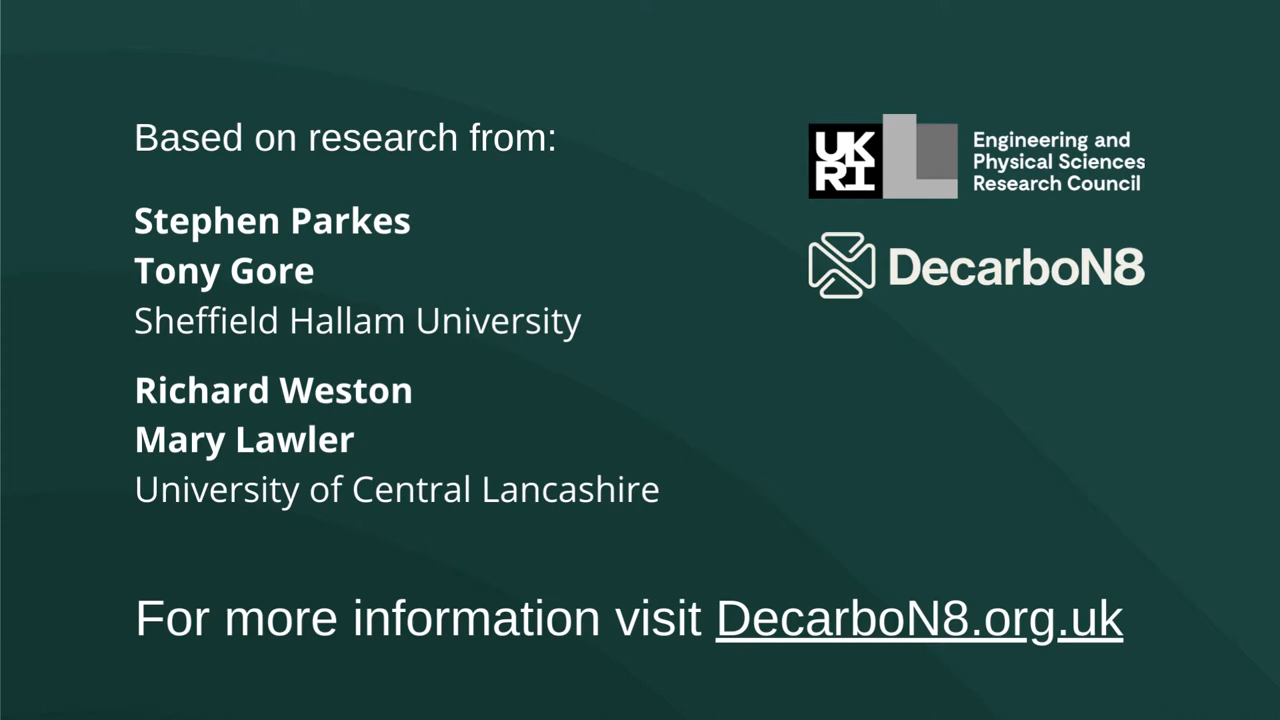 Based on research from:
Stephen Parkes
Tony Gore
Sheffield Hallam University
Richard Weston
Mary Lawler
University of Central Lancashire
UK
RI
Engineering and
Physical Sciences
Research Council
DecarboN8
For more information visit DecarboN8.org.uk